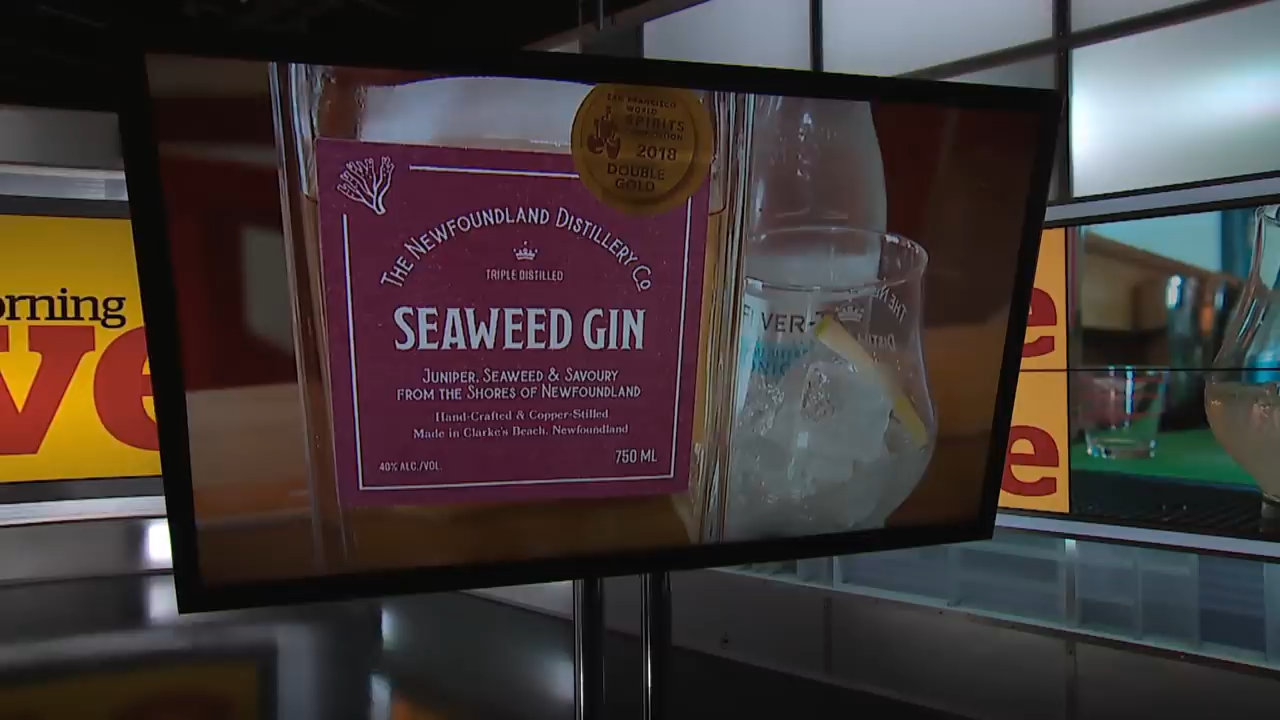 SAN FRANCISCO
WORLD
SPIRITS
COMPETITION
2018
DOUBLE
GOLD
THE NEWFOUNDLAND DISTILLERY CO
TRIPLE DISTILLED
SEAWEED GIN
JUNIPER, SEAWEED & SAVOURY
FROM THE SHORES OF NEWFOUNDLAND
Hand-Crafted & Copper-Stilled
Made in Clarke's Beach, Newfoundland
40% ALC./VOL.
750 ML
orning
ve
e
e